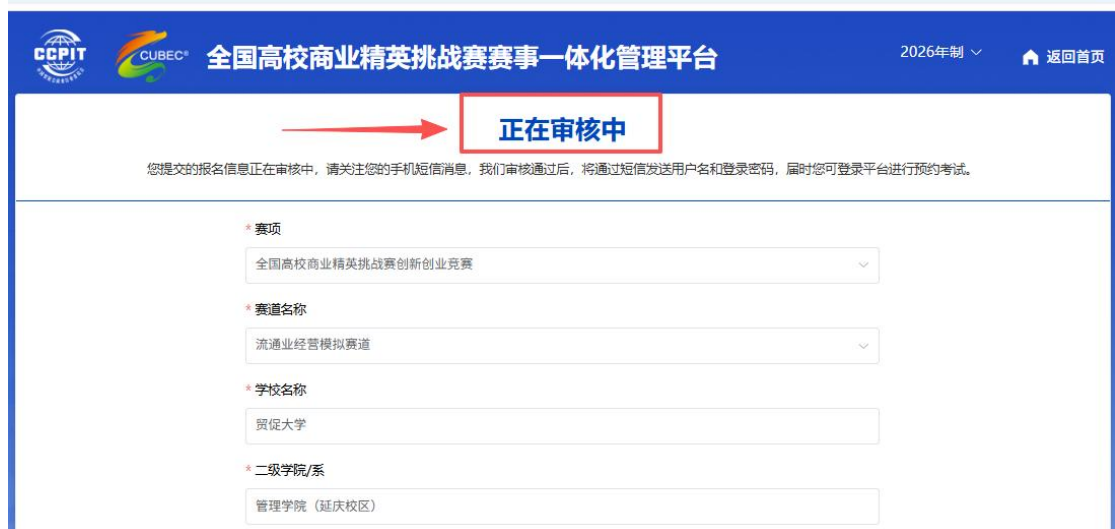 CCPIT
CUBEC®
全国高校商业精英挑战赛赛事一体化管理平台
2026年制
返回首页
正在审核中
您提交的报名信息正在审核中，请关注您的手机短信消息，我们审核通过后，将通过短信发送用户名和登录密码，届时您可登录平台进行预约考试。
* 赛项
全国高校商业精英挑战赛创新创业竞赛
* 赛道名称
流通业经营模拟赛道
* 学校名称
贸促大学
* 二级学院/系
管理学院（延庆校区）